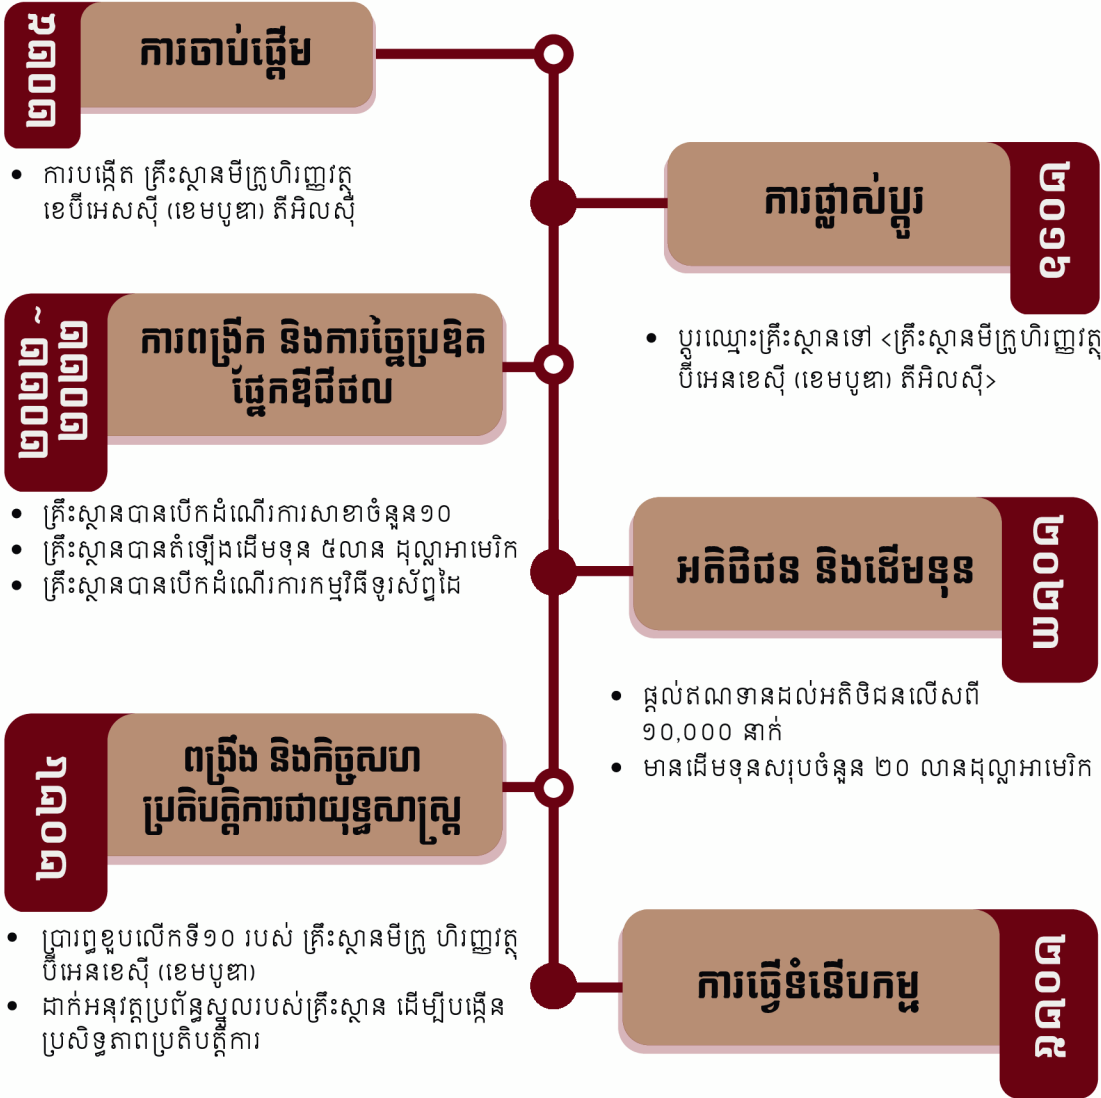 ការចាប់ផ្តើម
ការបង្កើត គ្រឹះស្ថានមីក្រូហិរញ្ញវត្ថុ
ខេប៊ីអេសស៊ី (ខេមបូឌា) តីអិលស៊ី
ការផ្លាស់ប្តូរ
ប្តូរឈ្មោះគ្រឹះស្ថានទៅ <គ្រឹះស្ថានមីក្រូហិរញ្ញវត្ថុ
ប៊ីអេនខេស៊ី (ខេមបូឌា) តីអិលស៊ី>
ការពង្រីក និងការច្នៃប្រឌិត
ផ្នែកឌីជីថល
គ្រឹះស្ថានបានបើកដំណើរការសាខាចំនួន១០
គ្រឹះស្ថានបានតំឡើងដើមទុន ៥លាន ដុល្លាអាមេរិក
គ្រឹះស្ថានបានបើកដំណើរការកម្មវិធីទូរស័ព្ទដៃ
២០២៣
អតិថិជន និងដើមទុន
ផ្តល់ឥណទានដល់អតិថិជនលើសពី
១០,០០០ នាក់
មានដើមទុនសរុបចំនួន ២០ លានដុល្លាអាមេរិក
២០២៤
ពង្រឹង និងកិច្ចសហ
ប្រតិបត្តិការជាយុទ្ធសាស្ត្រ
ប្រារព្ធខួបលើកទី១០ របស់ គ្រឹះស្ថានមីក្រូ ហិរញ្ញវត្ថុ
ប៊ីអេនខេស៊ី (ខេមបូឌា)
ដាក់អនុវត្តប្រព័ន្ធស្នូលរបស់គ្រឹះស្ថាន ដើម្បីបង្កើន
ប្រសិទ្ធភាពប្រតិបត្តិការ
២០២៥
ការធ្វើទំនើបកម្ម